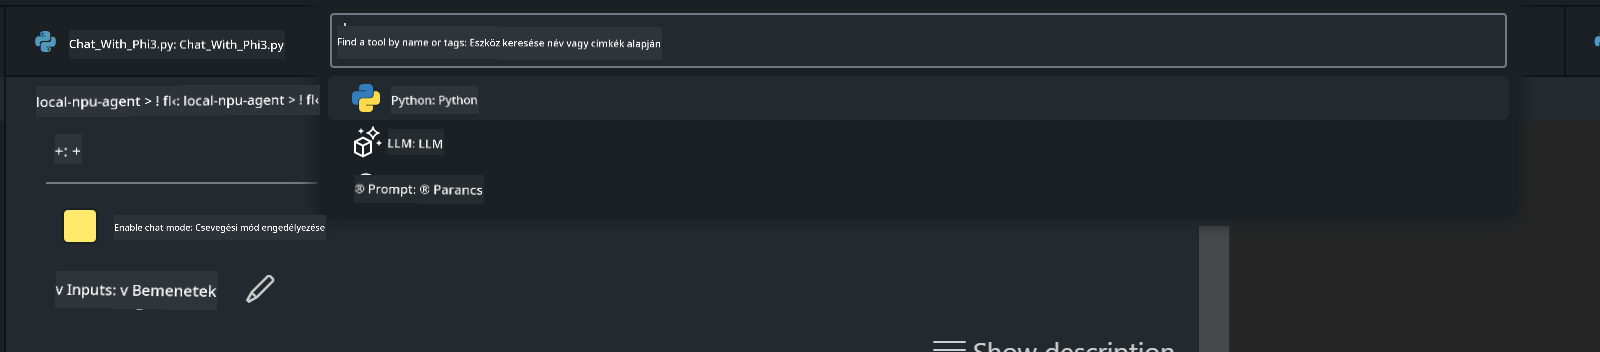 Chat_With_Phi3.py: Chat_With_Phi3.py
Find a tool by name or tags: Eszköz keresése név vagy címkék alapján
local-npu-agent > ! fl‹: local-npu-agent > ! fl‹
Python: Python
+: +
LLM: LLM
® Prompt: ® Parancs
Enable chat mode: Csevegési mód engedélyezése
v Inputs: v Bemenetek
Show description